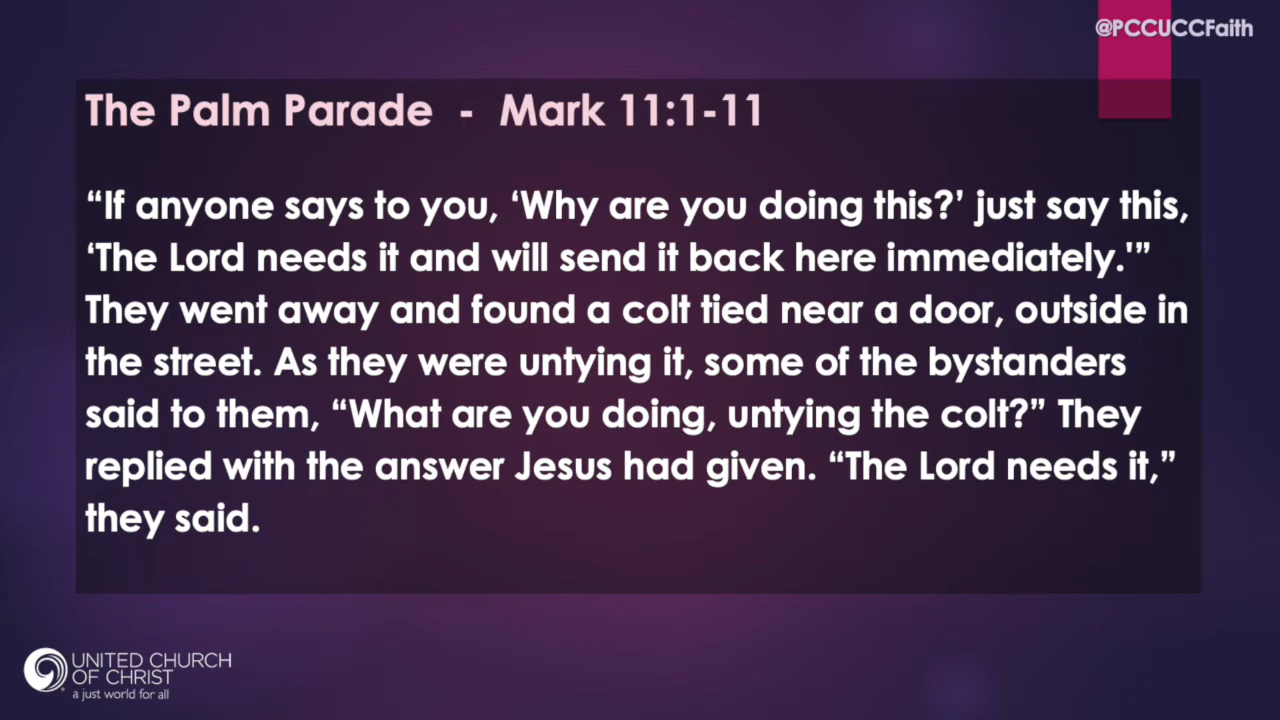 @PCCUCCFaith
The Palm Parade - Mark 11:1-11
“If anyone says to you, ‘Why are you doing this?’ just say this,
‘The Lord needs it and will send it back here immediately.'”
They went away and found a colt tied near a door, outside in
the street. As they were untying it, some of the bystanders
said to them, “What are you doing, untying the colt?” They
replied with the answer Jesus had given. “The Lord needs it,”
they said.
UNITED CHURCH
OF CHRIST
a just world for all